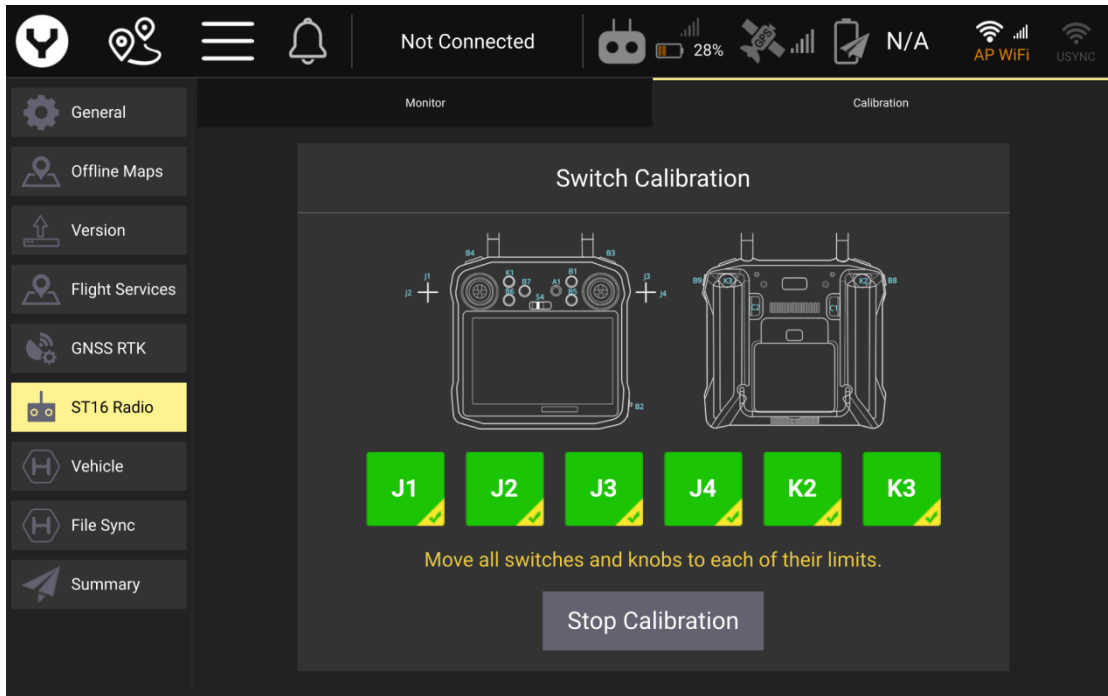 Not Connected
28%
GPS
N/A
AP WiFi
USYNC
General
Offline Maps
Version
Flight Services
GNSS RTK
ST16 Radio
Vehicle
File Sync
Summary
Monitor
Calibration
Switch Calibration
B4
B3
J1
J2
K1
B7
B6
S4
A1
B1
B5
J3
J4
B2
B9
K3
K2
B8
C2
C1
J1 J2 J3 J4 K2 K3
Move all switches and knobs to each of their limits.
Stop Calibration